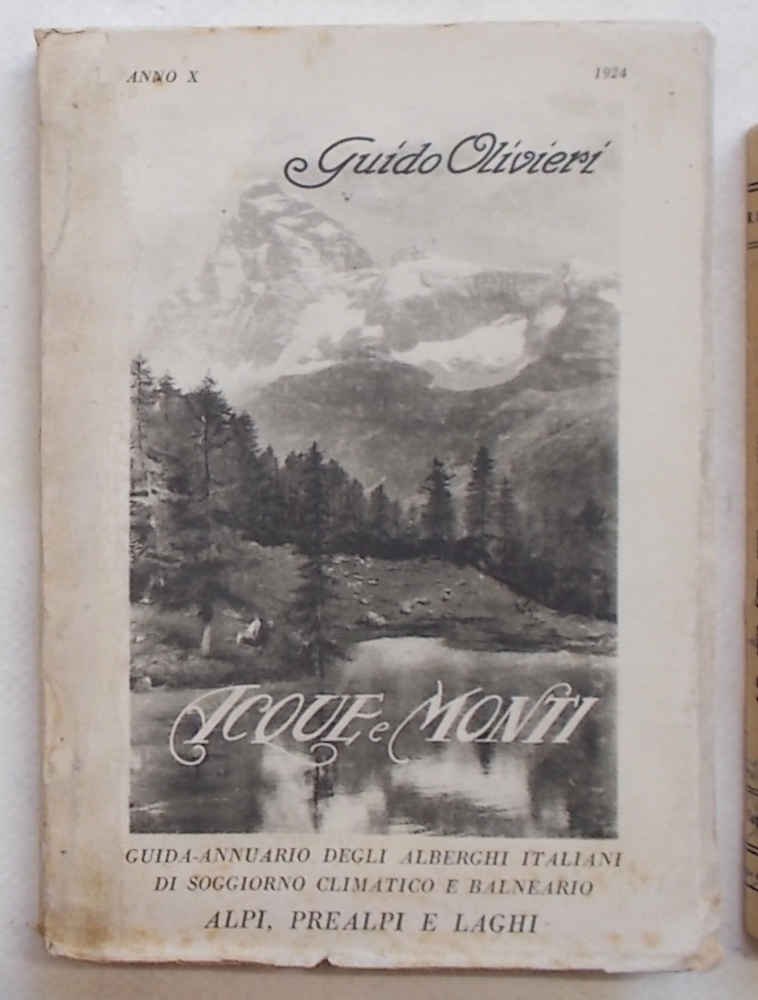 ANNO X 1924
Guido Olivieri
ACQUE e MONTI
GUIDA-ANNUARIO DEGLI ALBERGHI ITALIANI
DI SOGGIORNO CLIMATICO E BALNEARIO
ALPI, PREALPI E LAGHI